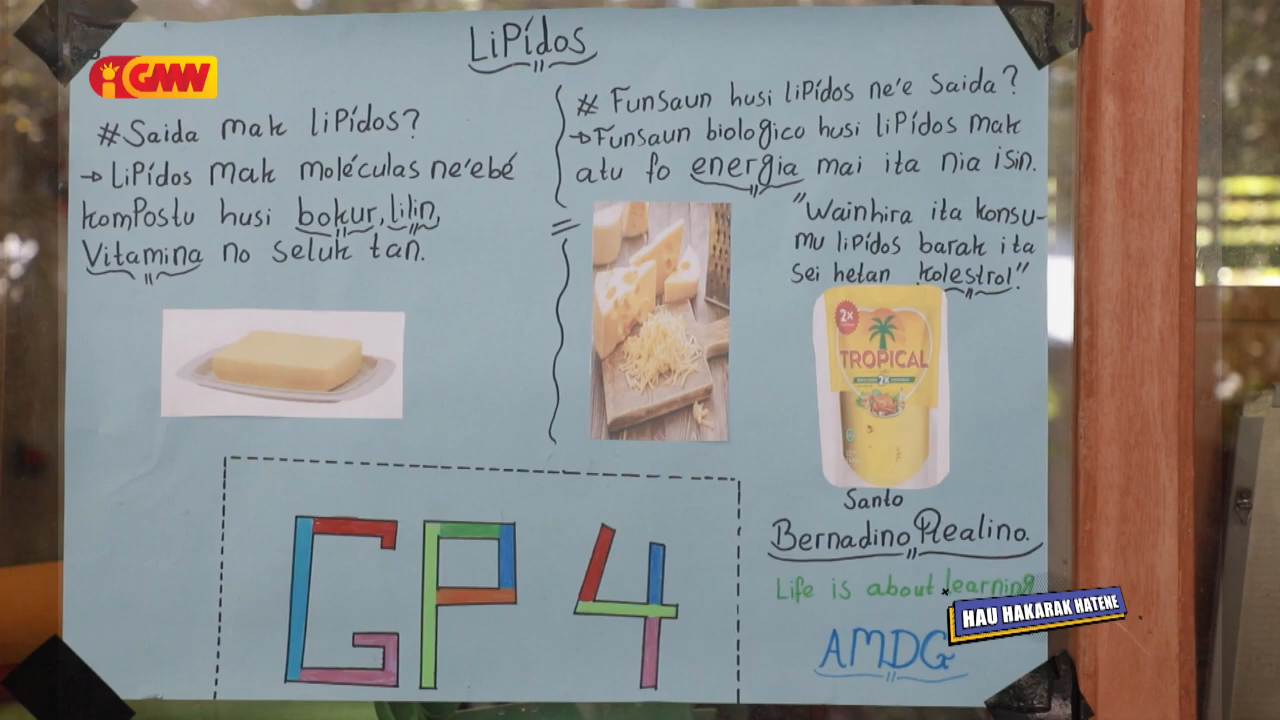 LiPídos
GMN
#Saida mak liPídos?
→ LiPídos mak moléculas ne'ebé
komPostu husi bokur, lilin,
Vitamina no seluk tan.
# Funsaun husi liPídos ne'e saida?
→ Funsaun biologico husi liPídos mak
atu fo energia mai ita nia isin.
"Wainhira ita konsu-
mu liPídos barak ita
sei hetan kolestrol"
2x
TROPICAL
2x
GP 4
Santo
Bernadino Realino.
Life is about learning
HAU HAKARAK HATENE
AMDG